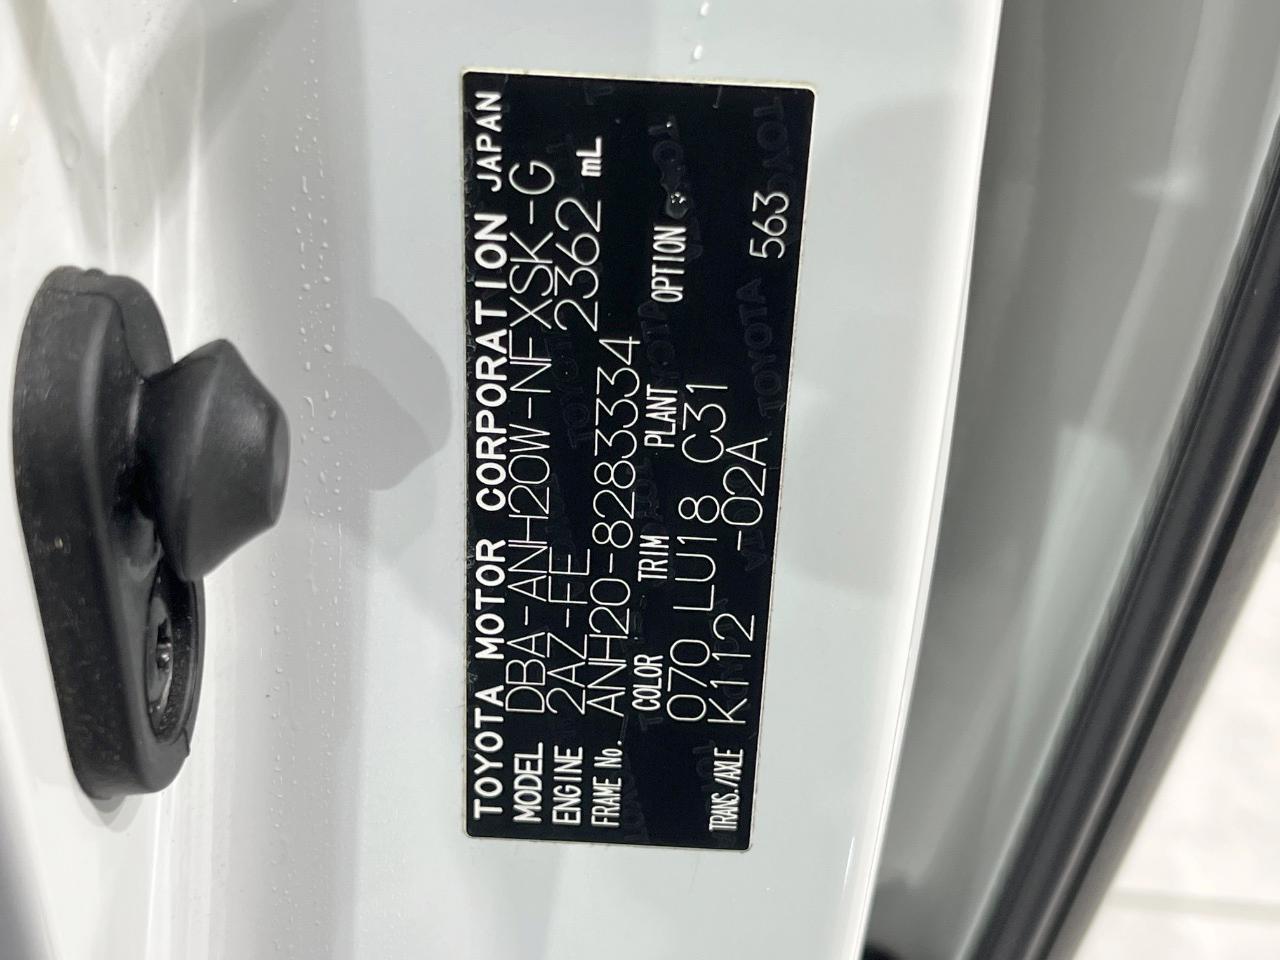 TOYOTA MOTOR CORPORATION JAPAN
MODEL DBA-ANH20W-NFXSK-G
ENGINE 2AZ-FE 2362 mL
FRAME No. ANH20-8283334
COLOR TRIM PLANT OPTION
070 LU18 C31
TRANS./AXLE K112 -02A 563